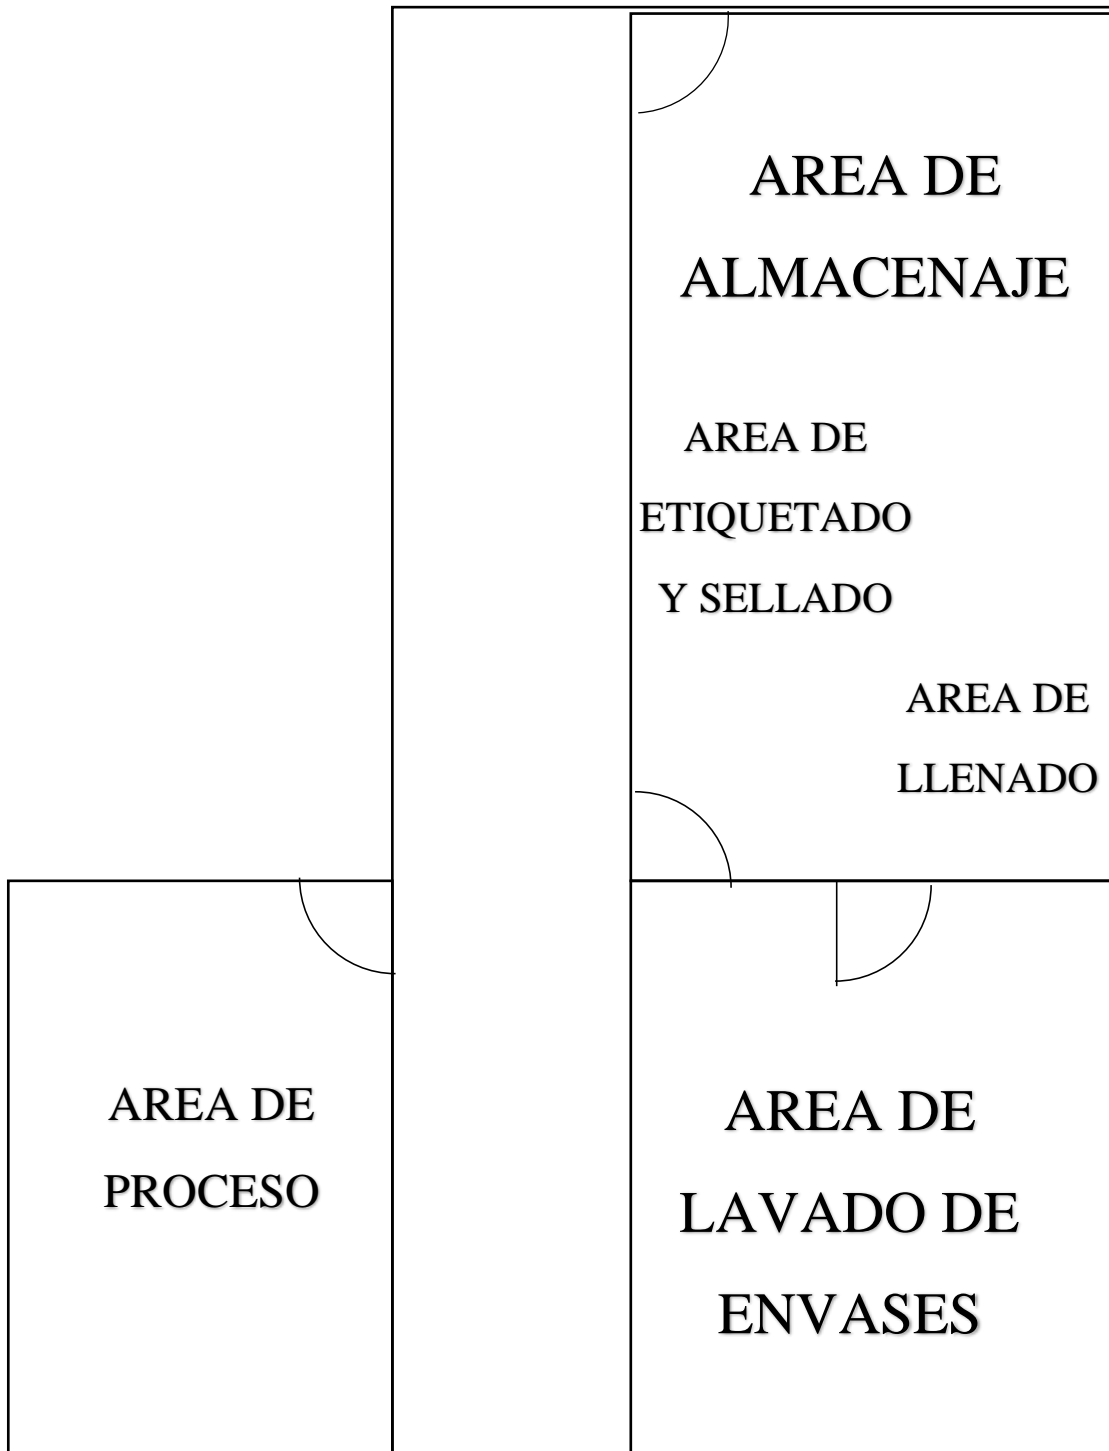 AREA DE
ALMACENAJE
AREA DE
ETIQUETADO
Y SELLADO
AREA DE
LLENADO
AREA DE
PROCESO
AREA DE
LAVADO DE
ENVASES